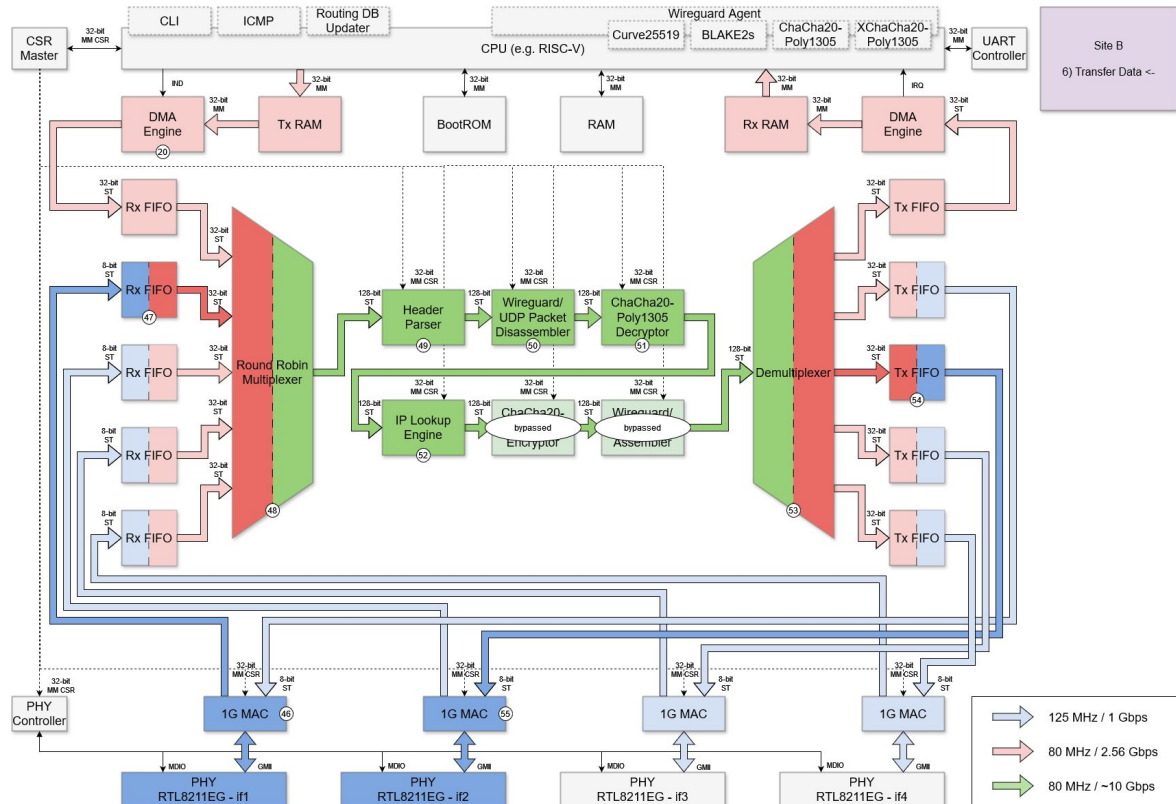 CLI
ICMP
Routing DB
Updater
Wireguard Agent
Curve25519
BLAKE2s
ChaCha20-
Poly1305
XChaCha20-
Poly1305
CSR
Master
32-bit
MM CSR
CPU (e.g. RISC-V)
32-bit
MM
UART
Controller
Site B
6) Transfer Data <-
IND
32-bit
MM
32-bit
MM
32-bit
MM
32-bit
MM
IRQ
DMA
Engine
20
32-bit
MM
Tx RAM
BootROM
RAM
Rx RAM
32-bit
MM
DMA
Engine
32-bit
ST
32-bit
ST
Rx FIFO
32-bit
ST
32-bit
ST
Tx FIFO
8-bit
ST
Rx FIFO
47
32-bit
ST
32-bit
ST
Tx FIFO
8-bit
ST
Rx FIFO
32-bit
ST
32-bit
ST
Tx FIFO
54
8-bit
ST
Rx FIFO
32-bit
ST
32-bit
ST
Tx FIFO
8-bit
ST
Rx FIFO
32-bit
ST
32-bit
ST
Tx FIFO
Round Robin
Multiplexer
48
32-bit
MM CSR
32-bit
MM CSR
32-bit
MM CSR
128-bit
ST
Header
Parser
49
128-bit
ST
Wireguard/
UDP Packet
Disassembler
50
128-bit
ST
ChaCha20-
Poly1305
Decryptor
51
32-bit
MM CSR
32-bit
MM CSR
32-bit
MM CSR
128-bit
ST
IP Lookup
Engine
52
128-bit
ST
ChaCha20-
bypassed
Encryptor
128-bit
ST
Wireguard/
bypassed
Assembler
128-bit
ST
Demultiplexer
53
32-bit
MM CSR
PHY
Controller
32-bit
MM CSR
8-bit
ST
1G MAC
46
32-bit
MM CSR
8-bit
ST
1G MAC
55
32-bit
MM CSR
8-bit
ST
1G MAC
32-bit
MM CSR
8-bit
ST
1G MAC
MDIO
GMII
MDIO
GMII
MDIO
GMII
MDIO
GMII
PHY
RTL8211EG - if1
PHY
RTL8211EG - if2
PHY
RTL8211EG - if3
PHY
RTL8211EG - if4
125 MHz / 1 Gbps
80 MHz / 2.56 Gbps
80 MHz / ~10 Gbps